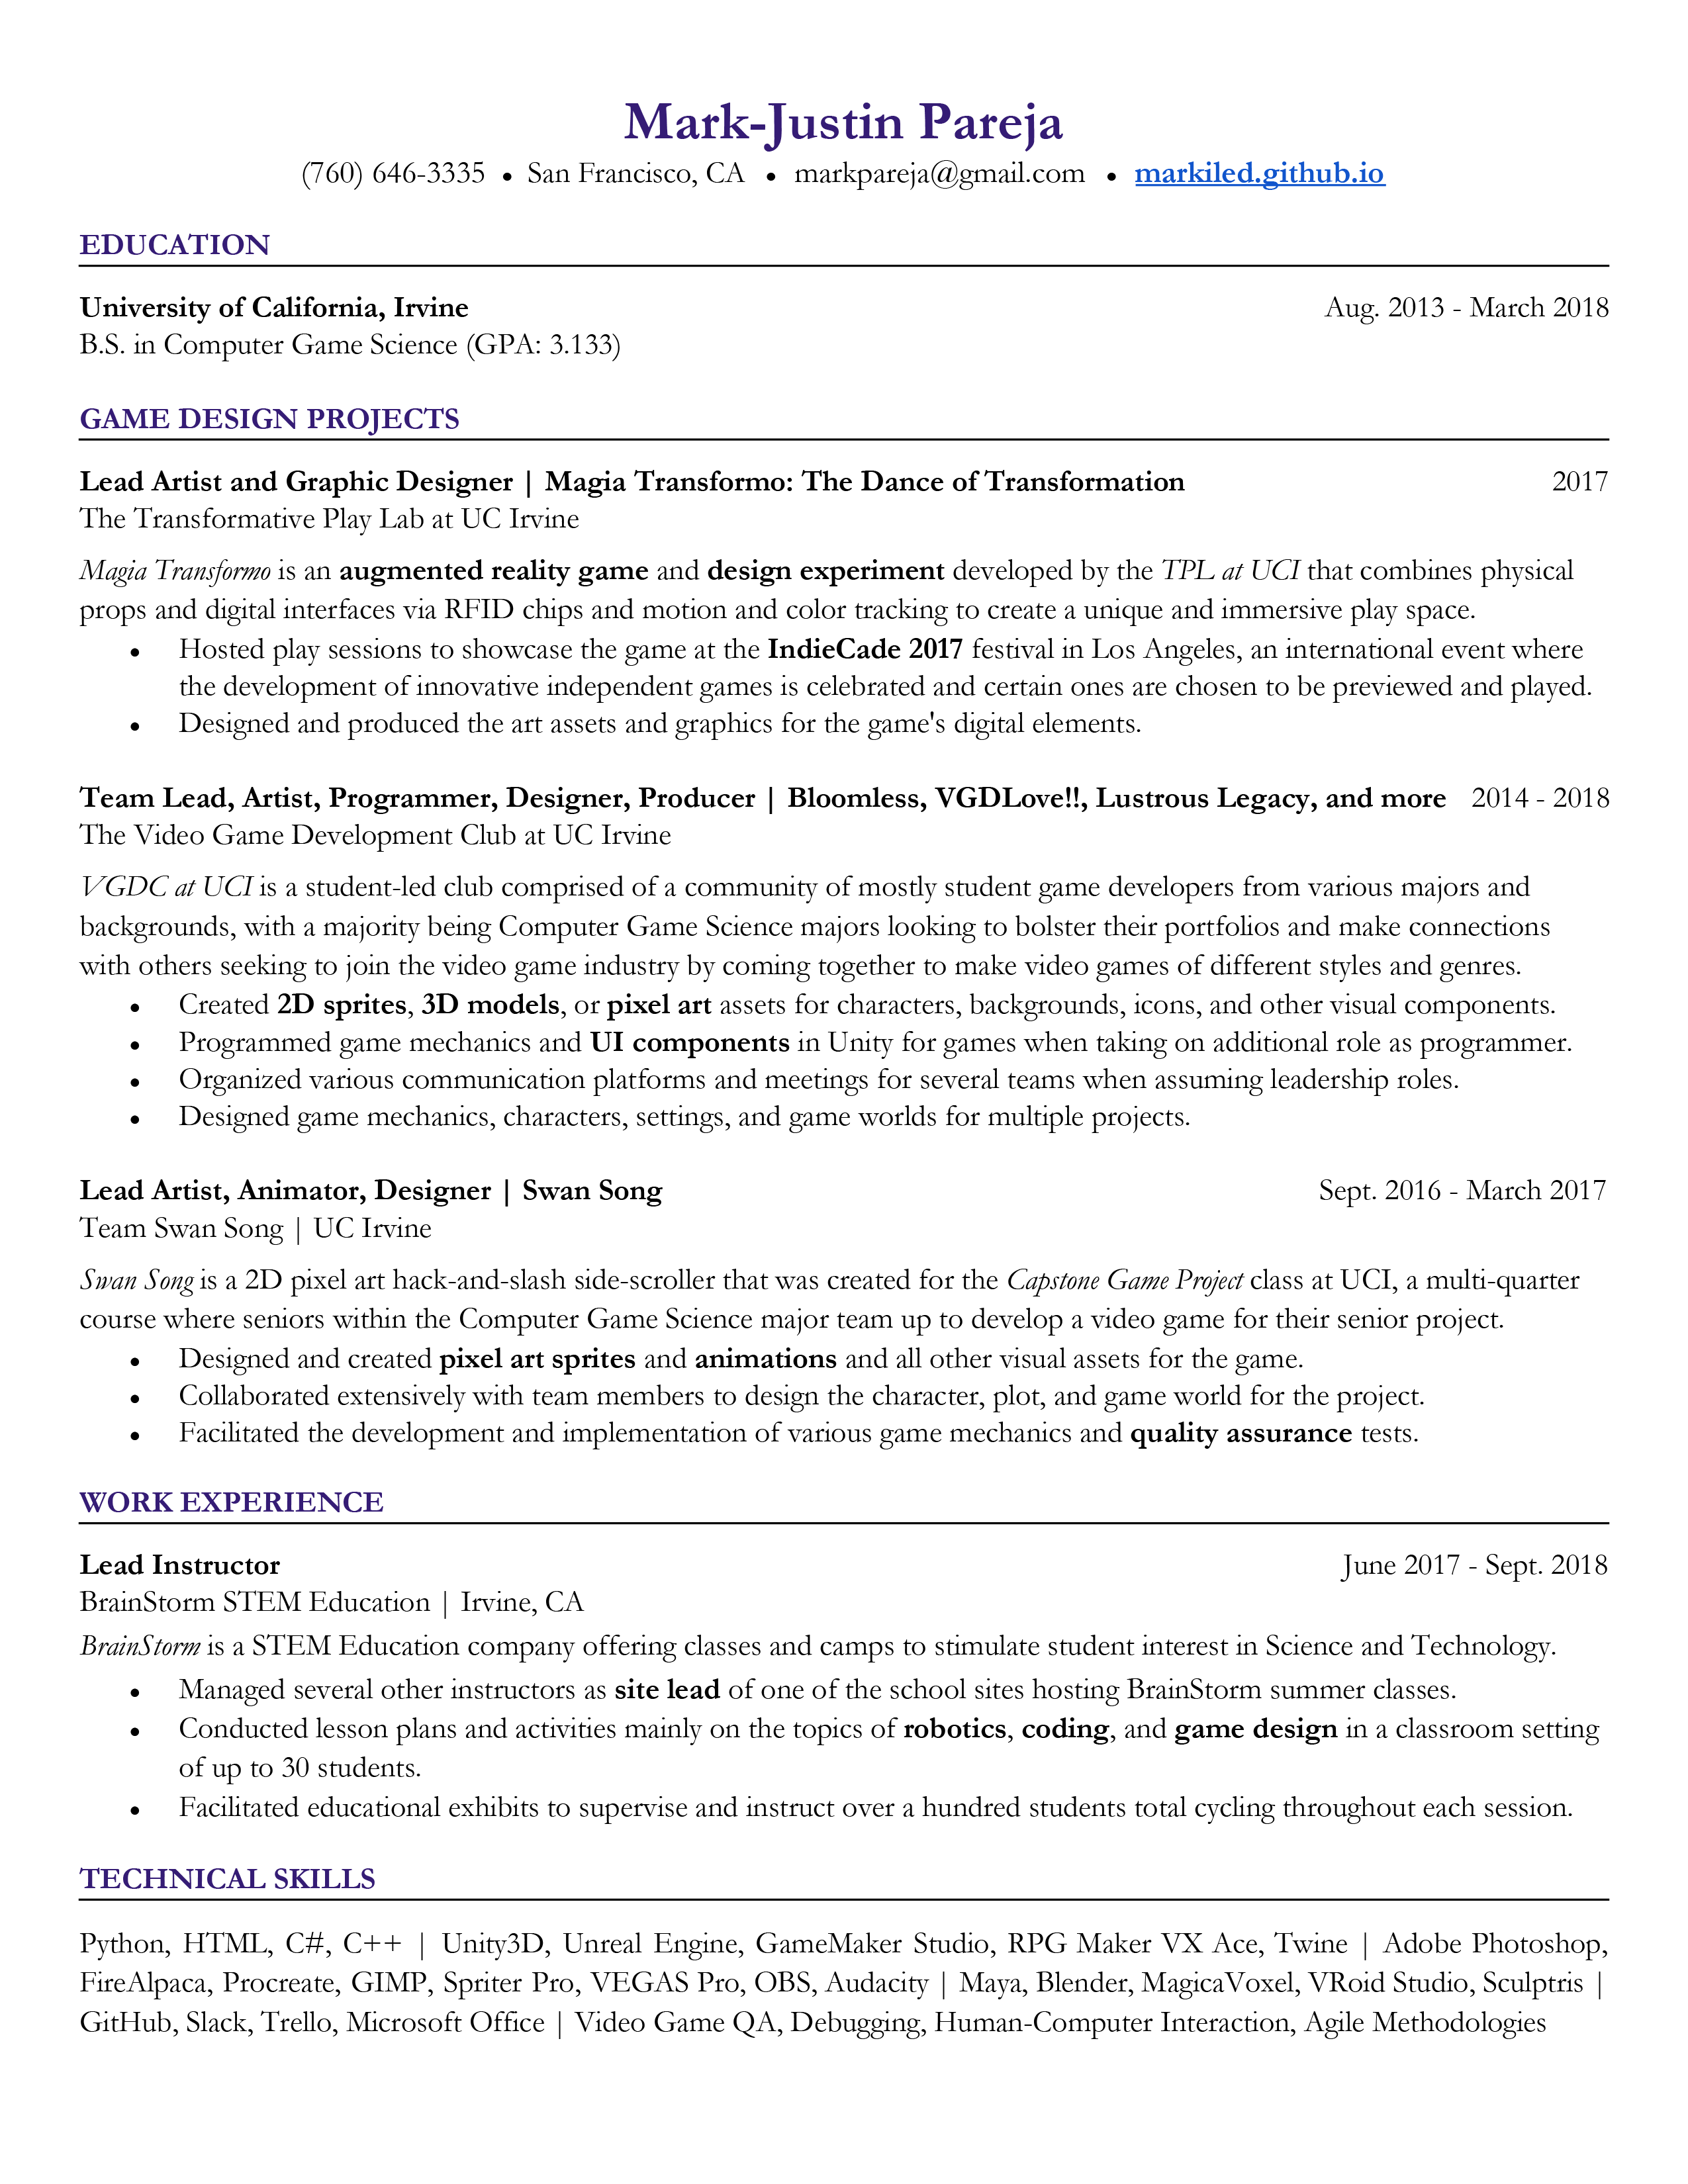 Mark-Justin Pareja
(760) 646-3335 • San Francisco, CA • markpareja@gmail.com • markiled.github.io
EDUCATION
University of California, Irvine Aug. 2013 - March 2018
B.S. in Computer Game Science (GPA: 3.133)
GAME DESIGN PROJECTS
Lead Artist and Graphic Designer | Magia Transformo: The Dance of Transformation 2017
The Transformative Play Lab at UC Irvine
Magia Transformo is an augmented reality game and design experiment developed by the TPL at UCI that combines physical
props and digital interfaces via RFID chips and motion and color tracking to create a unique and immersive play space.
• Hosted play sessions to showcase the game at the IndieCade 2017 festival in Los Angeles, an international event where
the development of innovative independent games is celebrated and certain ones are chosen to be previewed and played.
• Designed and produced the art assets and graphics for the game's digital elements.
Team Lead, Artist, Programmer, Designer, Producer | Bloomless, VGDLove!!, Lustrous Legacy, and more 2014 - 2018
The Video Game Development Club at UC Irvine
VGDC at UCI is a student-led club comprised of a community of mostly student game developers from various majors and
backgrounds, with a majority being Computer Game Science majors looking to bolster their portfolios and make connections
with others seeking to join the video game industry by coming together to make video games of different styles and genres.
• Created 2D sprites, 3D models, or pixel art assets for characters, backgrounds, icons, and other visual components.
• Programmed game mechanics and UI components in Unity for games when taking on additional role as programmer.
• Organized various communication platforms and meetings for several teams when assuming leadership roles.
• Designed game mechanics, characters, settings, and game worlds for multiple projects.
Lead Artist, Animator, Designer | Swan Song Sept. 2016 - March 2017
Team Swan Song | UC Irvine
Swan Song is a 2D pixel art hack-and-slash side-scroller that was created for the Capstone Game Project class at UCI, a multi-quarter
course where seniors within the Computer Game Science major team up to develop a video game for their senior project.
• Designed and created pixel art sprites and animations and all other visual assets for the game.
• Collaborated extensively with team members to design the character, plot, and game world for the project.
• Facilitated the development and implementation of various game mechanics and quality assurance tests.
WORK EXPERIENCE
Lead Instructor June 2017 - Sept. 2018
BrainStorm STEM Education | Irvine, CA
BrainStorm is a STEM Education company offering classes and camps to stimulate student interest in Science and Technology.
• Managed several other instructors as site lead of one of the school sites hosting BrainStorm summer classes.
• Conducted lesson plans and activities mainly on the topics of robotics, coding, and game design in a classroom setting
of up to 30 students.
• Facilitated educational exhibits to supervise and instruct over a hundred students total cycling throughout each session.
TECHNICAL SKILLS
Python, HTML, C#, C++ | Unity3D, Unreal Engine, GameMaker Studio, RPG Maker VX Ace, Twine | Adobe Photoshop,
FireAlpaca, Procreate, GIMP, Spriter Pro, VEGAS Pro, OBS, Audacity | Maya, Blender, MagicaVoxel, VRoid Studio, Sculptris |
GitHub, Slack, Trello, Microsoft Office | Video Game QA, Debugging, Human-Computer Interaction, Agile Methodologies